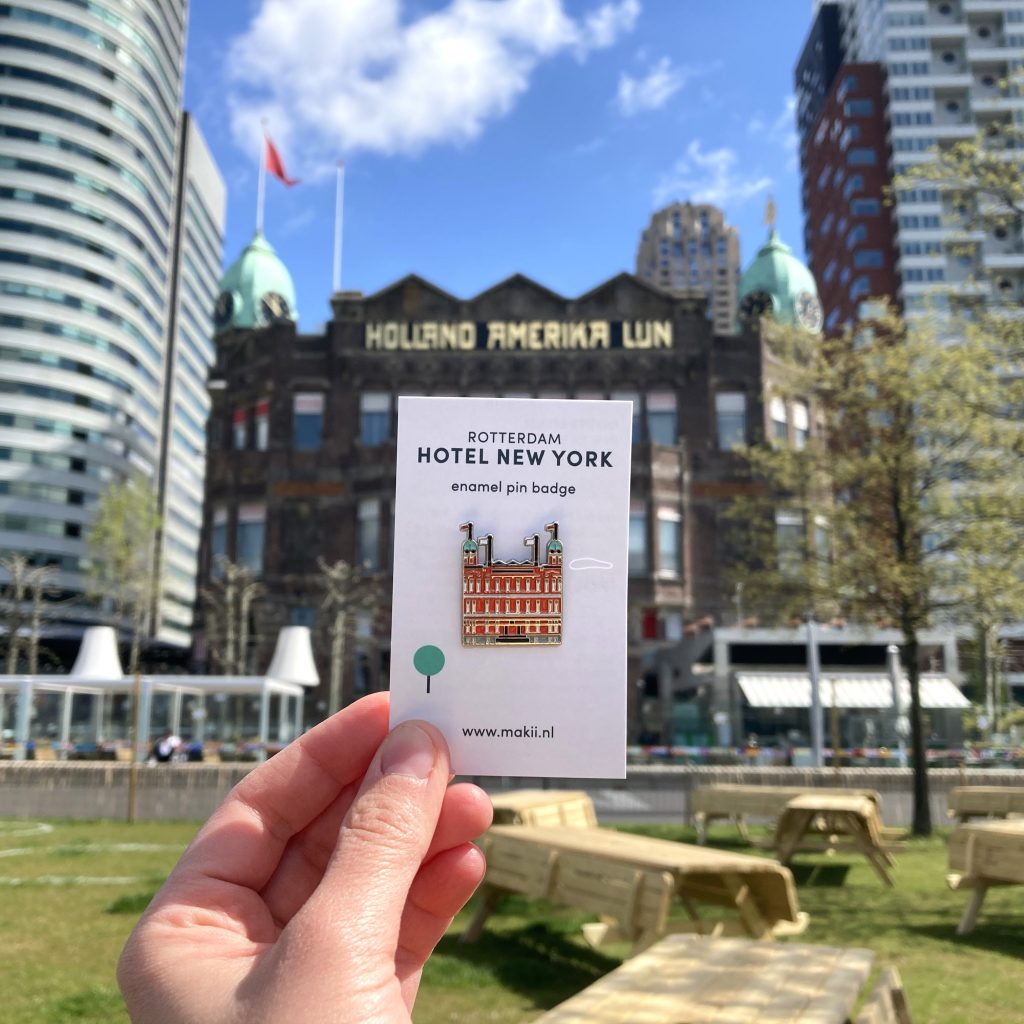 HOLLAND AMERIKA LIJN
ROTTERDAM
HOTEL NEW YORK
enamel pin badge
www.makii.nl